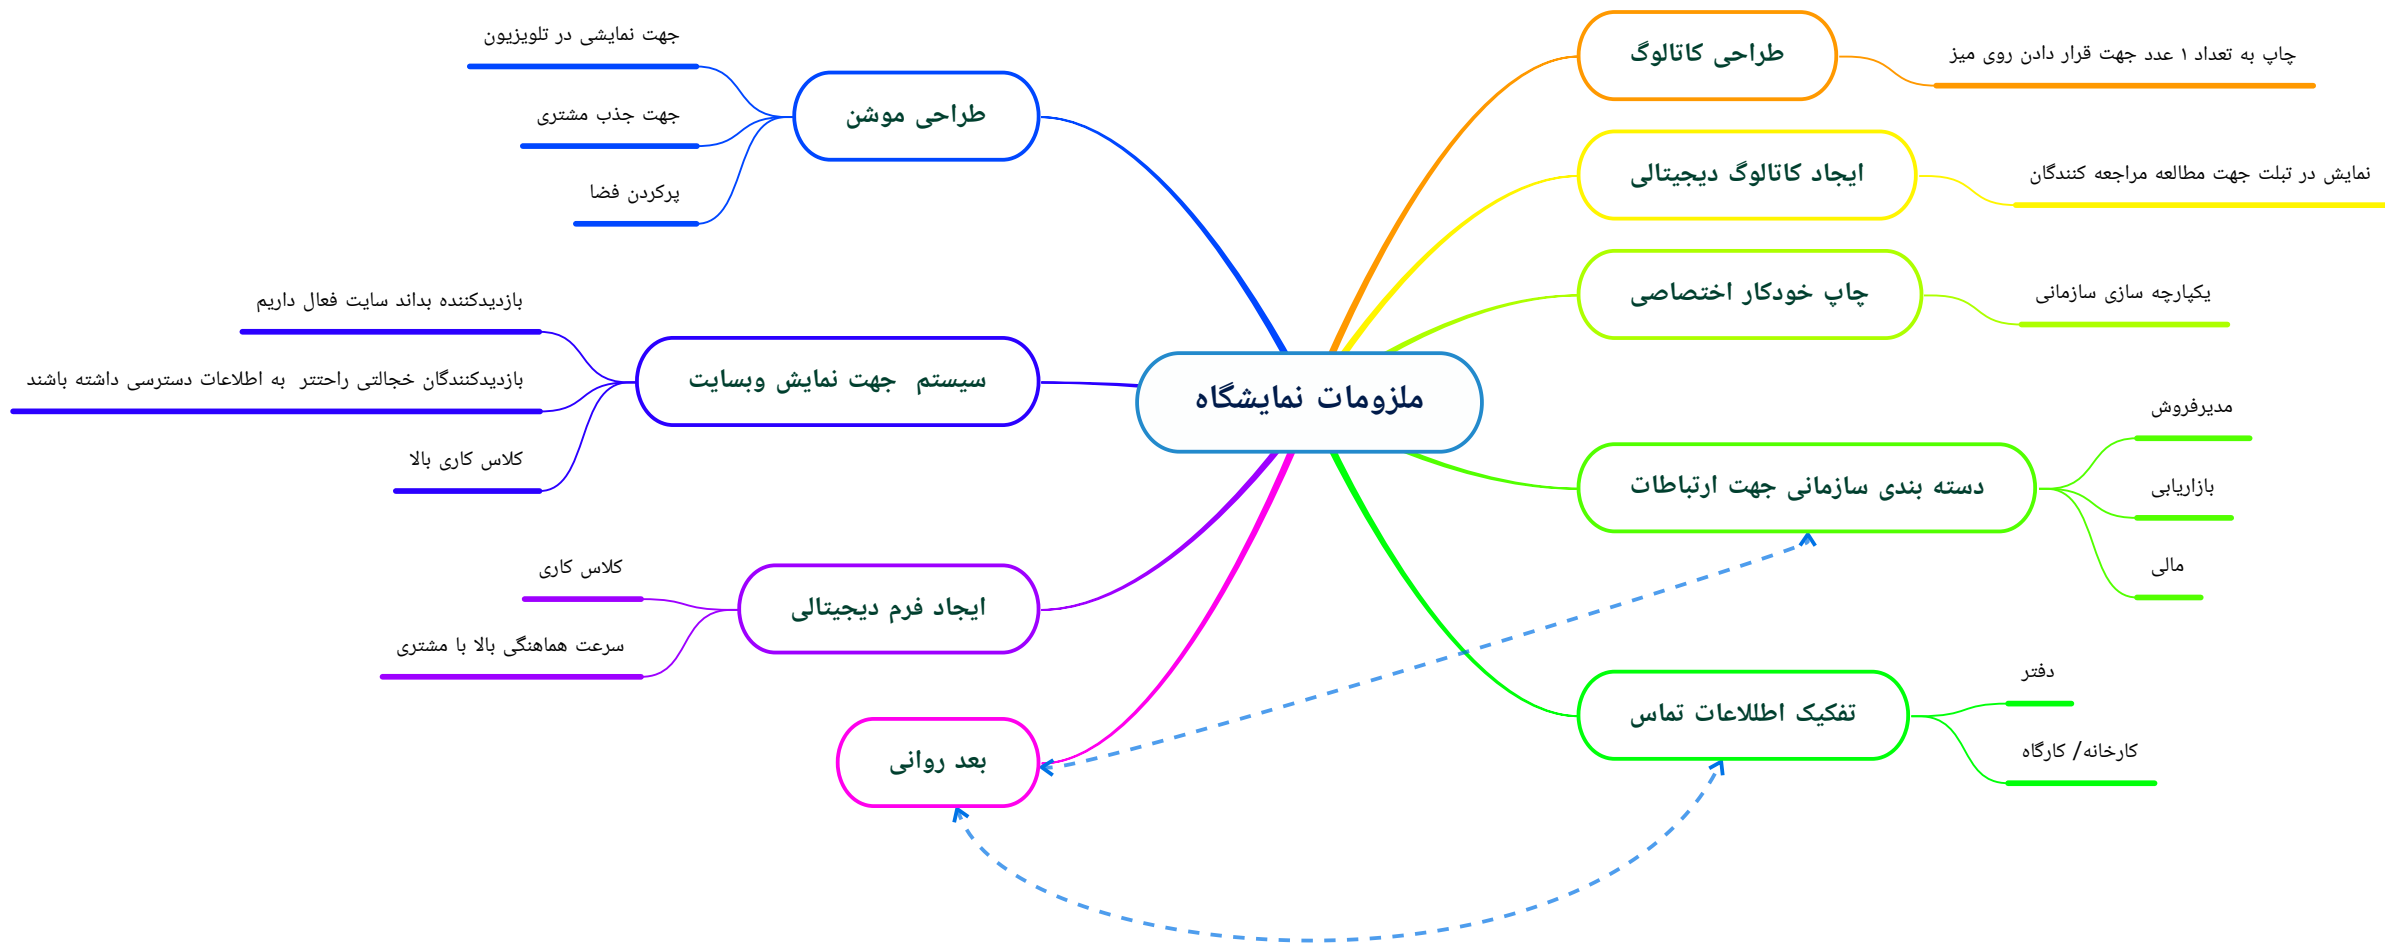 ملزومات نمایشگاه
طراحی کاتالوگ
چاپ به تعداد ۱ عدد جهت قرار دادن روی میز
ایجاد کاتالوگ دیجیتالی
نمایش در تبلت جهت مطالعه مراجعه کنندگان
چاپ خودکار اختصاصی
یکپارچه سازی سازمانی
دسته بندی سازمانی جهت ارتباطات
مدیرفروش
بازاریابی
مالی
تفکیک اطللاعات تماس
دفتر
کارخانه/ کارگاه
طراحی موشن
جهت نمایشی در تلویزیون
جهت جذب مشتری
پرکردن فضا
سیستم  جهت نمایش وبسایت
بازدیدکننده بداند سایت فعال داریم
بازدیدکنندگان خجالتی راحتتر  به اطلاعات دسترسی داشته باشند
کلاس کاری بالا
ایجاد فرم دیجیتالی
کلاس کاری
سرعت هماهنگی بالا با مشتری
بعد روانی